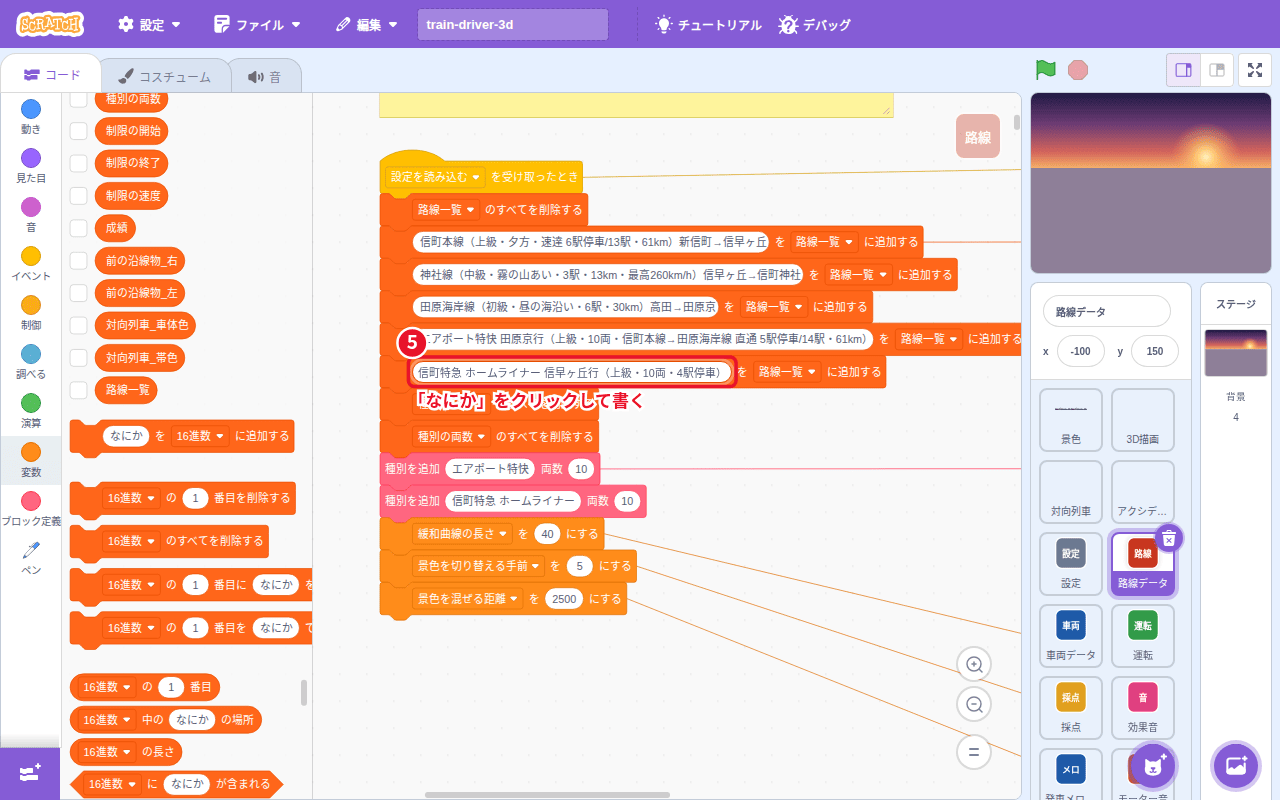 SCRATCH
設定
ファイル
編集
train-driver-3d
チュートリアル
デバッグ
コード
コスチューム
音
動き
見た目
音
イベント
制御
調べる
演算
変数
ブロック定義
ペン
種別の両数
制限の開始
制限の終了
制限の速度
成績
前の沿線物_右
前の沿線物_左
対向列車_車体色
対向列車_帯色
路線一覧
なにか を 16進数 に追加する
16進数 の 1 番目を削除する
16進数 のすべてを削除する
16進数 の 1 番目に なにか を
16進数 の 1 番目を なにか で
16進数 の 1 番目
16進数 中の なにか の場所
16進数 の長さ
16進数 に なにか が含まれる
路線
設定を読み込む を受け取ったとき
路線一覧 のすべてを削除する
信町本線（上級・夕方・速達 6駅停車/13駅・61km）新信町→信早ヶ丘 を 路線一覧 に追加する
神社線（中級・霧の山あい・3駅・13km・最高260km/h）信早ヶ丘→信町神社 を 路線一覧 に追加する
田原海岸線（初級・昼の海沿い・6駅・30km）高田→田原京 を 路線一覧 に追加する
エアポート特快 田原京行（上級・10両・信町本線→田原海岸線 直通 5駅停車/14駅・61km） を 路線一覧 に追加する
5
信町特急 ホームライナー 信早ヶ丘行（上級・10両・4駅停車） を 路線一覧 に追加する
「なにか」をクリックして書く
種別の両数 のすべてを削除する
種別を追加 エアポート特快 両数 10
種別を追加 信町特急 ホームライナー 両数 10
緩和曲線の長さ を 40 にする
景色を切り替える手前 を 5 にする
景色を混ぜる距離 を 2500 にする
路線データ
x -100 y 150
景色
3D描画
対向列車
アクシデ…
設定
設定
路線
路線データ
車両
車両データ
運転
運転
採点
採点
音
効果音
メロ
発車メロ…
モーター音
ステージ
背景
4